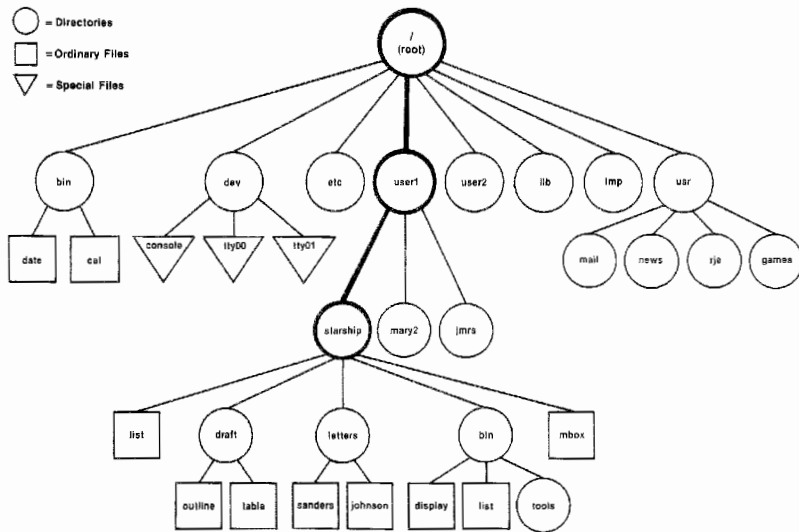 = Directories
= Ordinary Files
= Special Files
/
(root)
bin
dev
etc
user1
user2
lib
tmp
usr
date
cal
console
tty00
tty01
mail
news
rje
games
starship
mary2
jmrs
list
draft
letters
bin
mbox
outline
table
sanders
johnson
display
list
tools